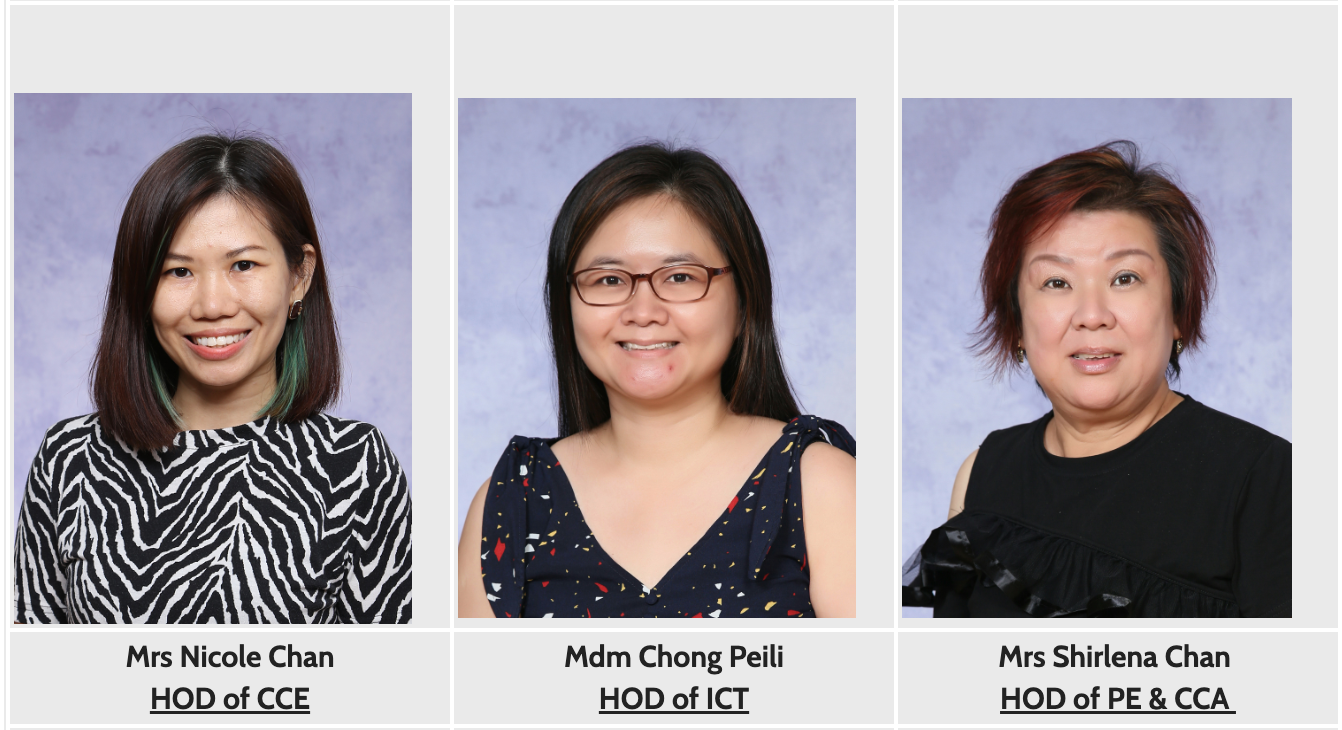 Mrs Nicole Chan
HOD of CCE
Mdm Chong Peili
HOD of ICT
Mrs Shirlena Chan
HOD of PE & CCA